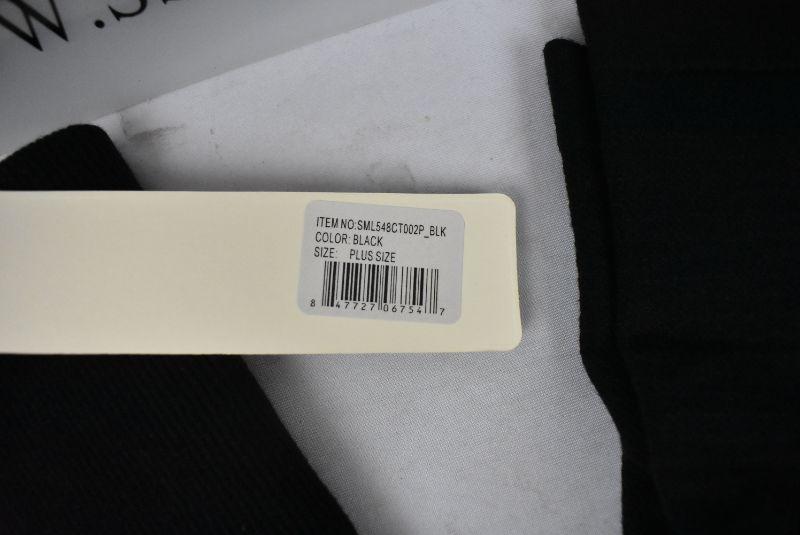 ITEM NO:SML548CT002P_BLK
COLOR: BLACK
SIZE: PLUS SIZE
8 47727 06754 7